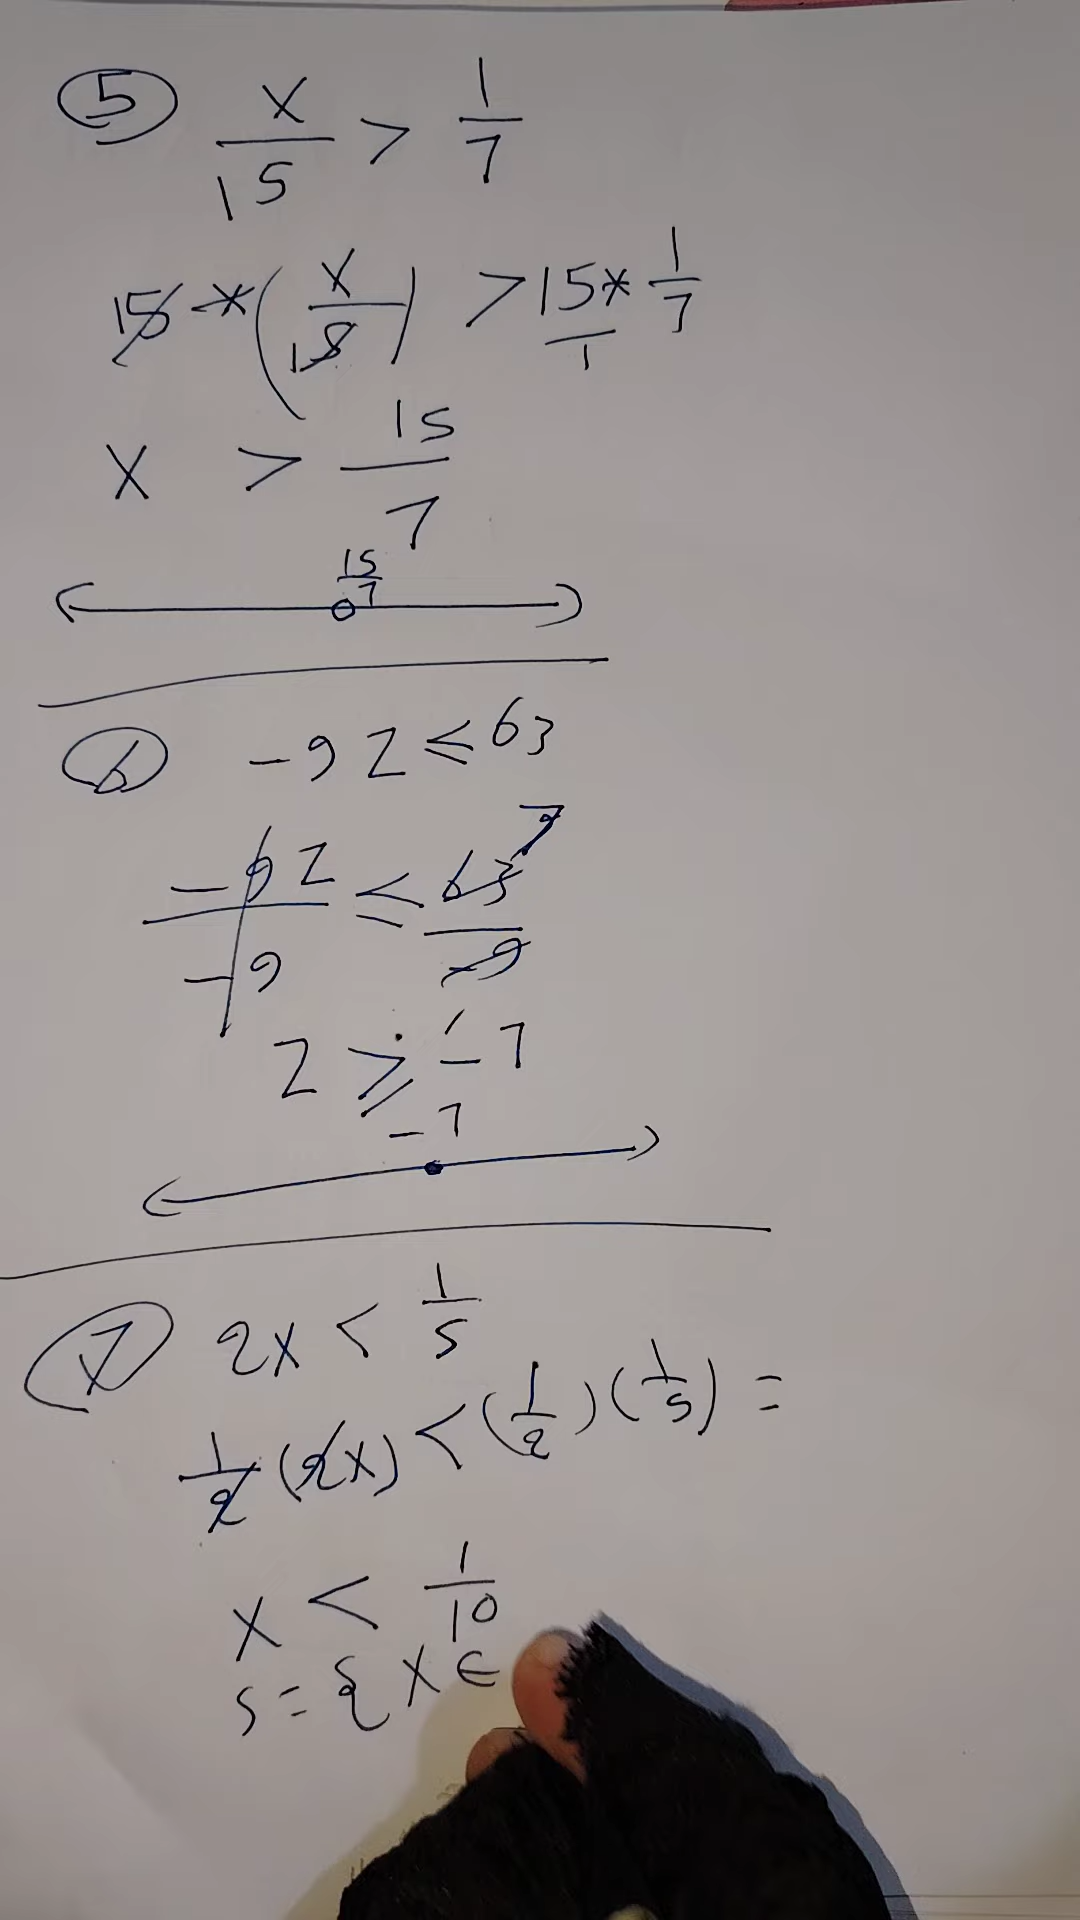 5 x/15 > 1/7
15 * (x/15) > 15/1 * 1/7
x > 15/7
15/7
6 -9z ≤ 63
-9z/-9 ≤ 63/-9 7
z ≥ -7
-7
7 2x < 1/5
1/2 (2x) < (1/2)(1/5) =
x < 1/10
s = { x ∈